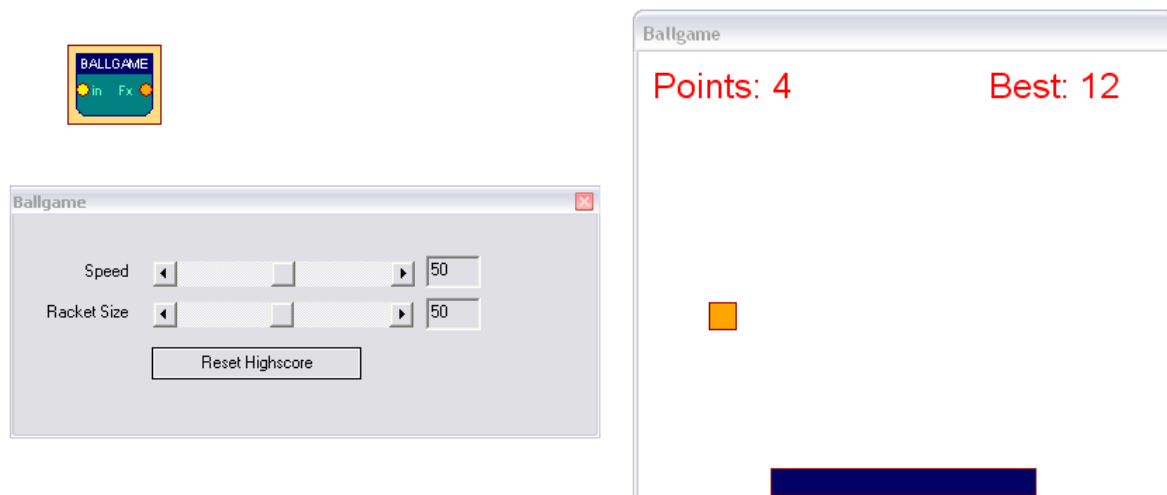 BALLGAME
in Fx
Ballgame
Speed 50
Racket Size 50
Reset Highscore
Ballgame
Points: 4 Best: 12